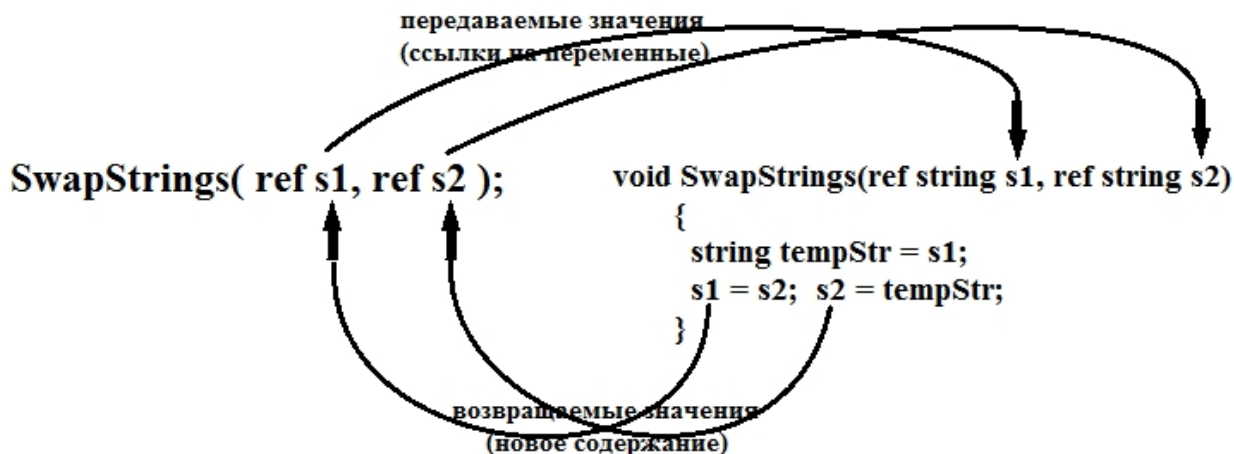 передаваемые значения
(ссылки на переменные)
SwapStrings( ref s1, ref s2 );
void SwapStrings(ref string s1, ref string s2)
{
string tempStr = s1;
s1 = s2;  s2 = tempStr;
}
возвращаемые значения
(новое содержание)